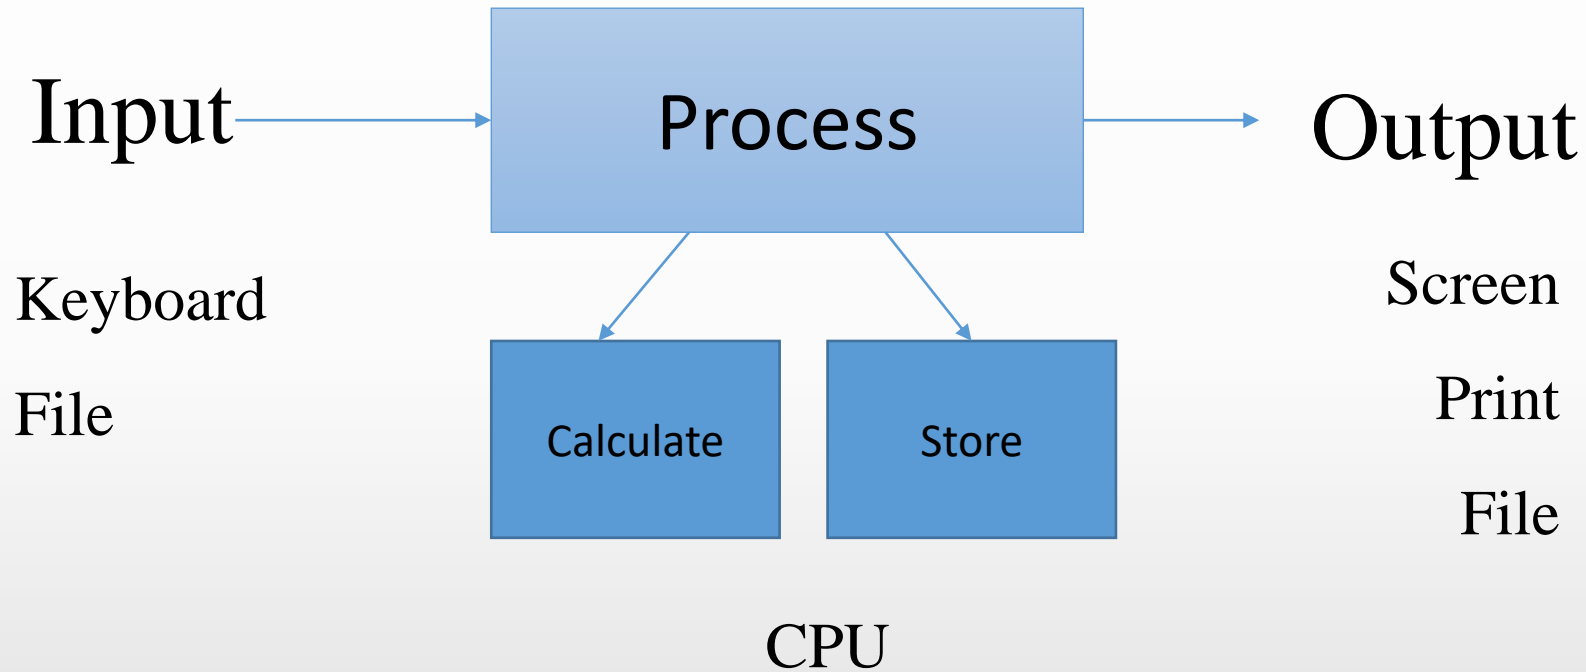 Input
Process
Output
Keyboard
File
Calculate
Store
Screen
Print
File
CPU